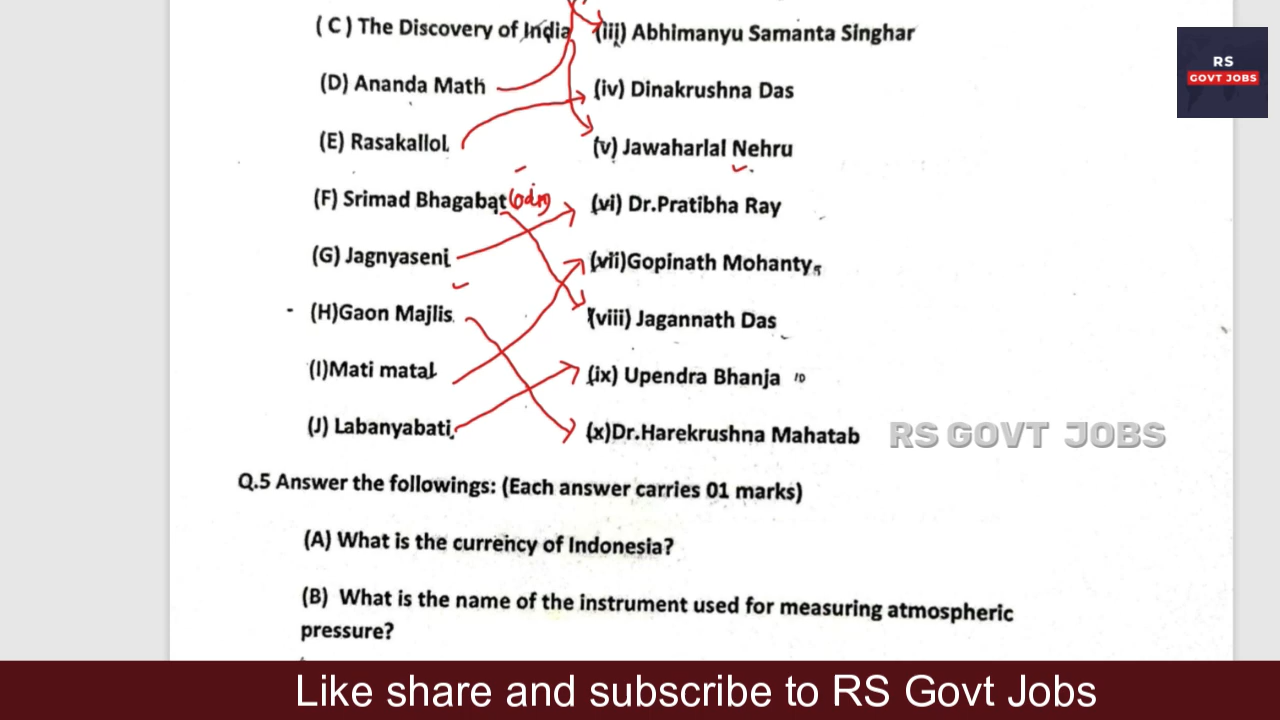 ( C ) The Discovery of India (iii) Abhimanyu Samanta Singhar
(D) Ananda Math (iv) Dinakrushna Das
(E) Rasakallol (v) Jawaharlal Nehru
(F) Srimad Bhagabat (odia) (vi) Dr.Pratibha Ray
(G) Jagnyaseni (vii)Gopinath Mohanty
(H)Gaon Majlis (viii) Jagannath Das
(I)Mati matal (ix) Upendra Bhanja
(J) Labanyabati (x)Dr.Harekrushna Mahatab
Q.5 Answer the followings: (Each answer carries 01 marks)
(A) What is the currency of Indonesia?
(B) What is the name of the instrument used for measuring atmospheric
pressure?
RS
GOVT JOBS
RS GOVT JOBS
Like share and subscribe to RS Govt Jobs